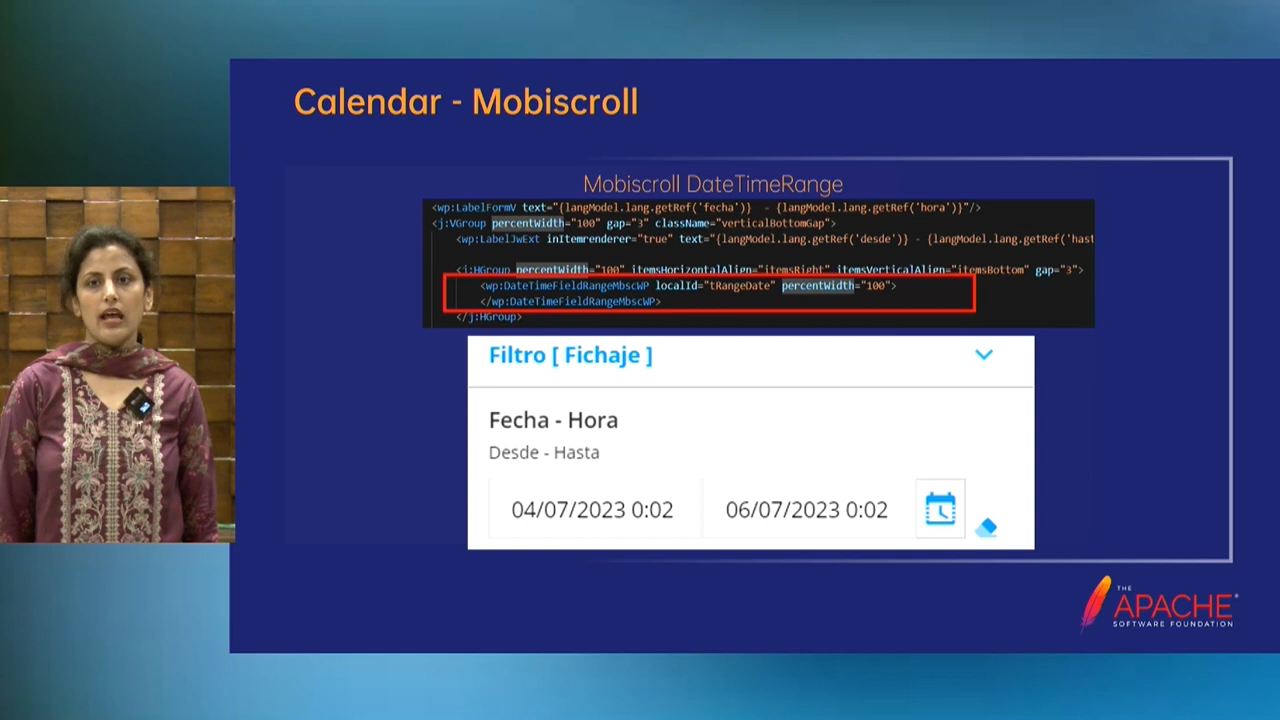 Calendar - Mobiscroll
Mobiscroll DateTimeRange
<wp:LabelFormV text="{langModel.lang.getRef('fecha')}  - {langModel.lang.getRef('hora')}"/>
<j:VGroup percentWidth="100" gap="3" className="verticalBottomGap">
<wp:LabelJwExt inItemrenderer="true" text="{langModel.lang.getRef('desde')} - {langModel.lang.getRef('hast
<j:HGroup percentWidth="100" itemsHorizontalAlign="itemsRight" itemsVerticalAlign="itemsBottom" gap="3">
<wp:DateTimeFieldRangeMbscWP localId="tRangeDate" percentWidth="100">
</wp:DateTimeFieldRangeMbscWP>
</j:HGroup>
Filtro [ Fichaje ]
Fecha - Hora
Desde - Hasta
04/07/2023 0:02 06/07/2023 0:02
THE
APACHE
SOFTWARE FOUNDATION